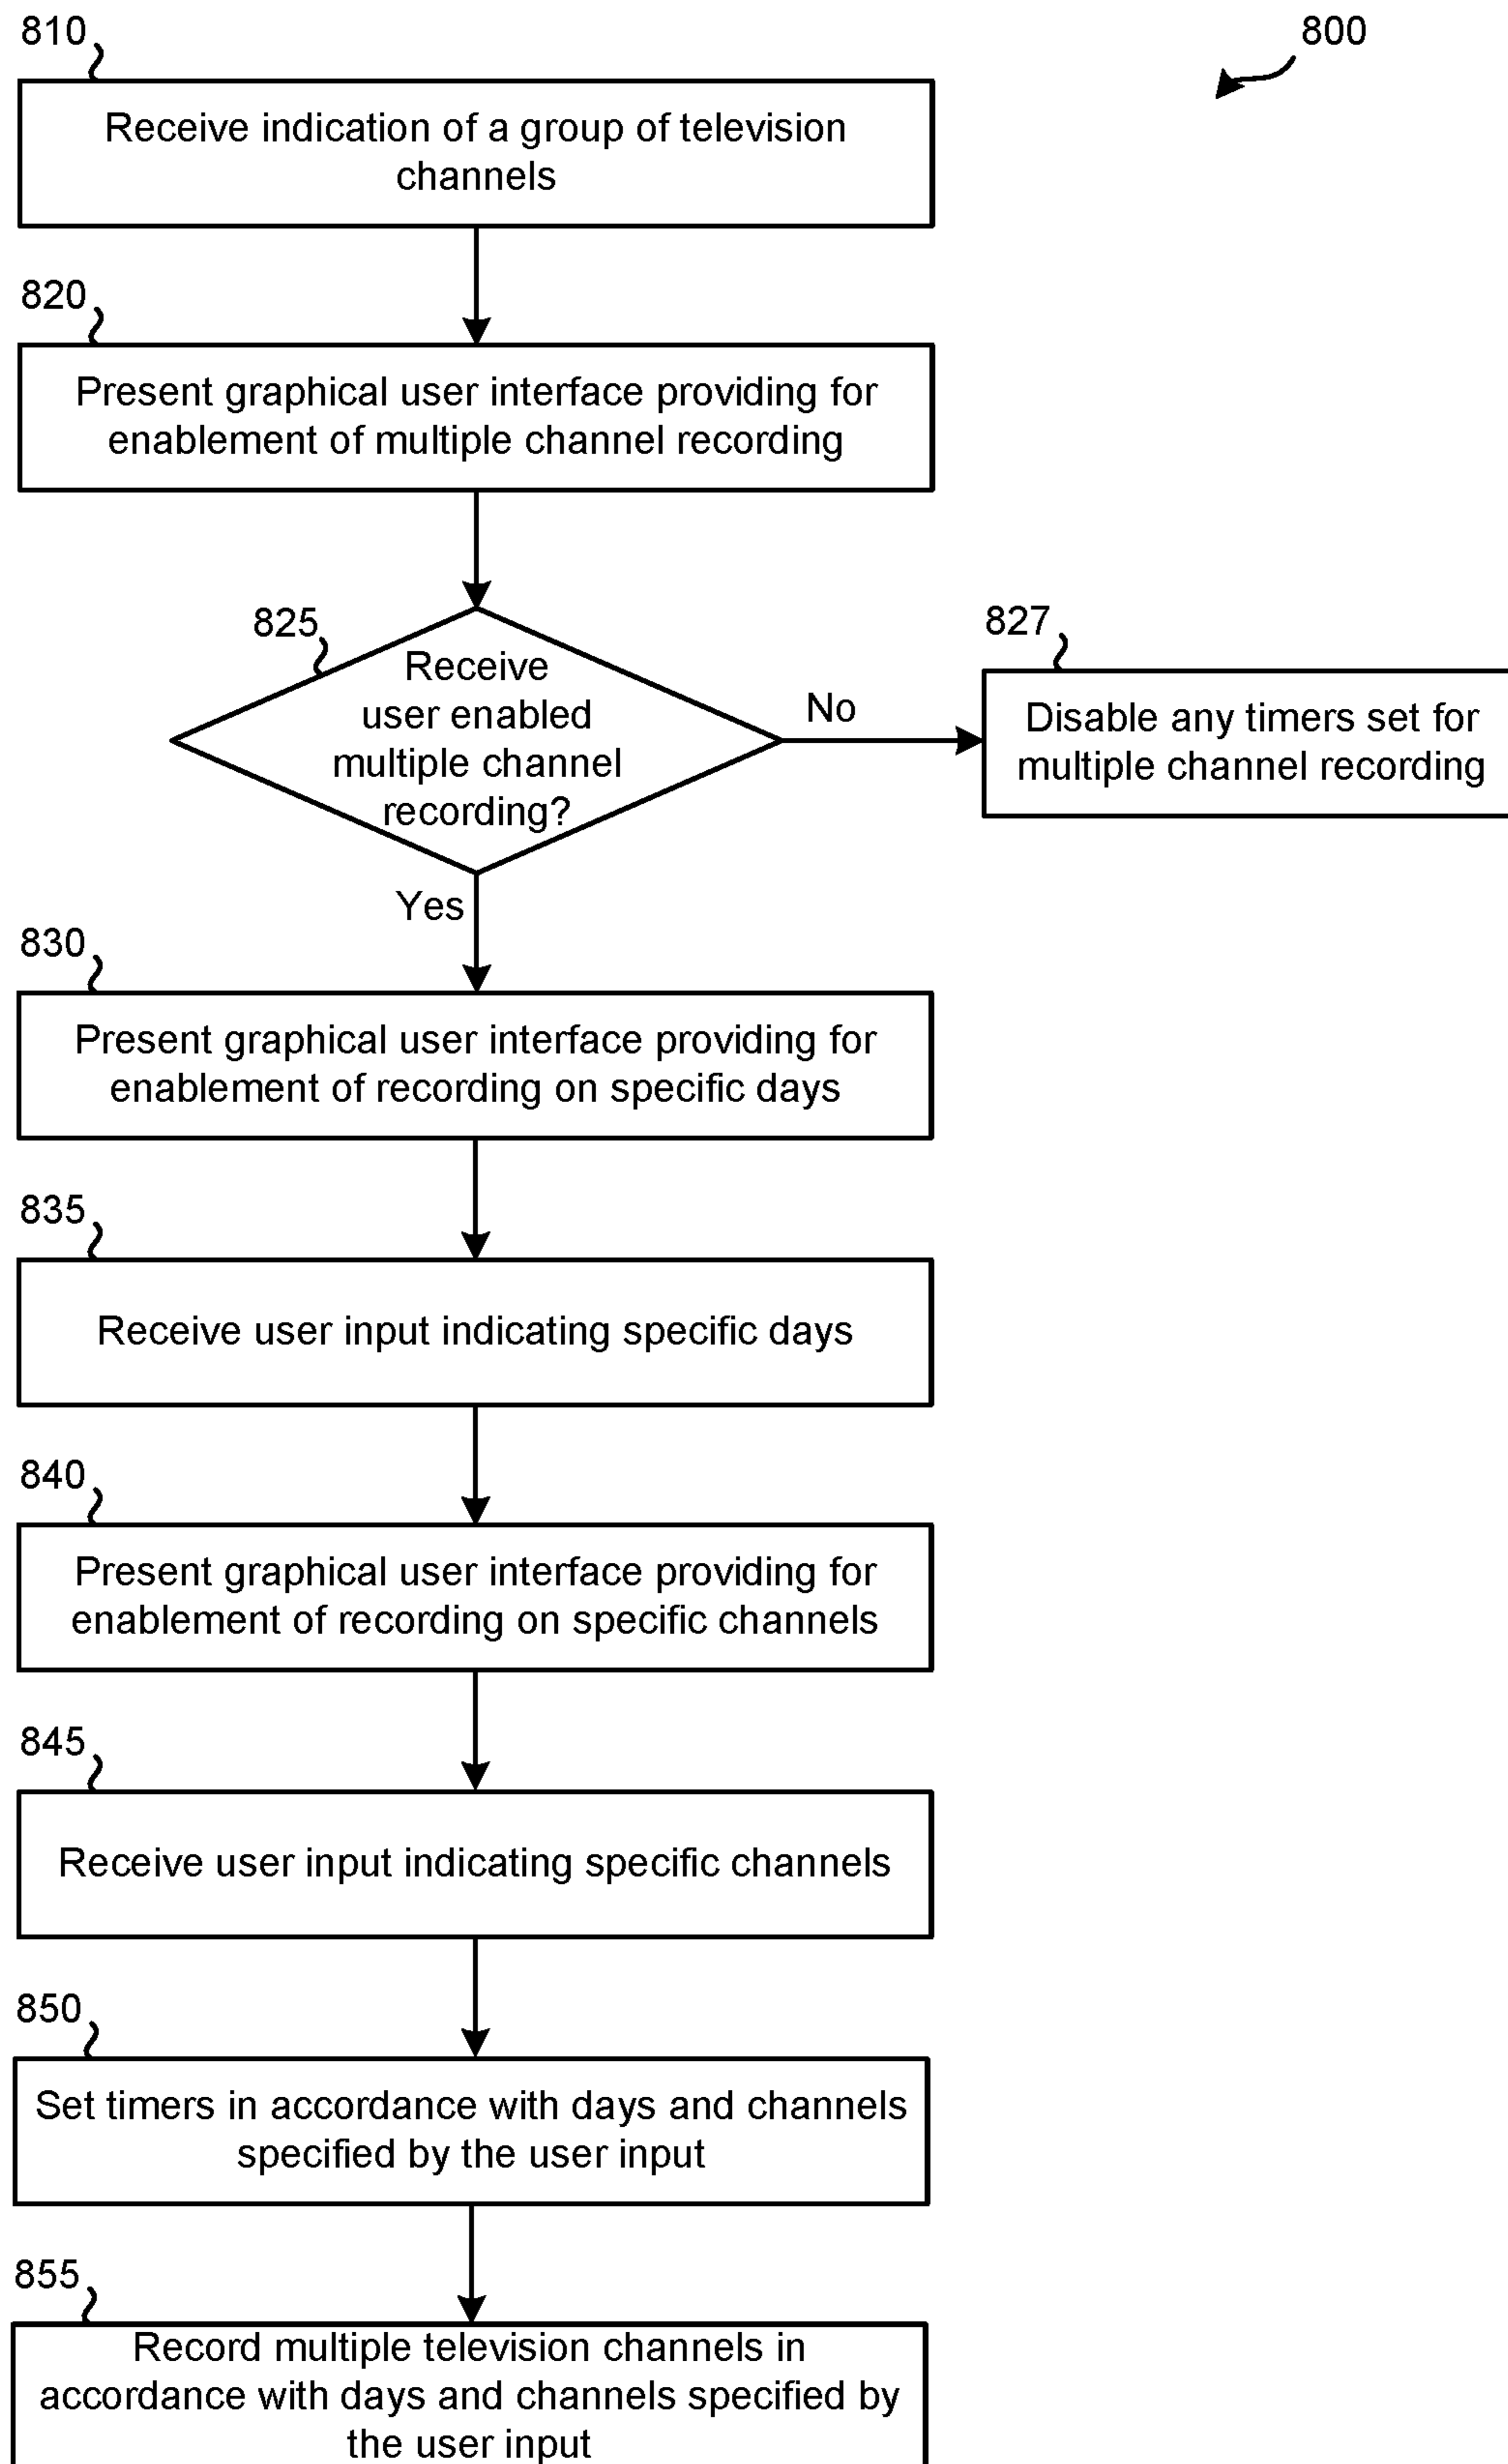 810
800
Receive indication of a group of television
channels
820
Present graphical user interface providing for
enablement of multiple channel recording
825
Receive
user enabled
multiple channel
recording?
No
827
Disable any timers set for
multiple channel recording
Yes
830
Present graphical user interface providing for
enablement of recording on specific days
835
Receive user input indicating specific days
840
Present graphical user interface providing for
enablement of recording on specific channels
845
Receive user input indicating specific channels
850
Set timers in accordance with days and channels
specified by the user input
855
Record multiple television channels in
accordance with days and channels specified by
the user input